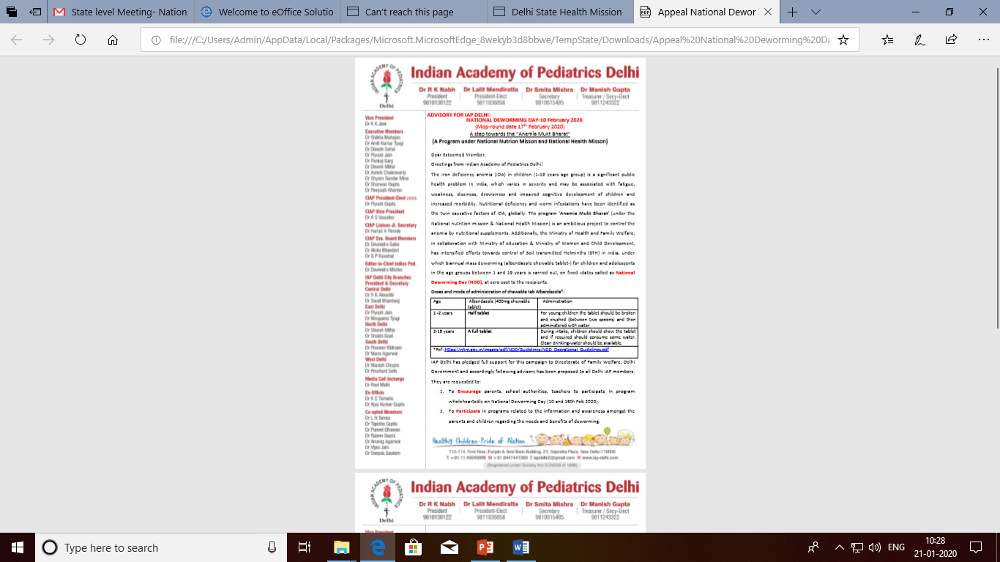 State level Meeting- Nation
Welcome to eOffice Solutio
Can't reach this page
Delhi State Health Mission
PDF
Appeal National Dewor
file:///C:/Users/Admin/AppData/Local/Packages/Microsoft.MicrosoftEdge_8wekyb3d8bbwe/TempState/Downloads/Appeal%20National%20Deworming%20Da
INDIAN ACADEMY OF PEDIATRICS
Delhi
Indian Academy of Pediatrics Delhi
Dr R K Nabh Dr Lalit Mendiratta Dr Smita Mishra Dr Manish Gupta
President President-Elect Secretary Treasurer / Secy-Elect
9810130122 9811036858 9810615485 9811243322
Vice President
Dr K K Jani
Executive Members
Dr Shikha Mahajan
Dr Amit Kumar Tyagi
Dr Dinesh Sahai
Dr Piyush Jain
Dr Pankaj Garg
Dr Dinesh Mittal
Dr Ashok Chakravarty
Dr Shyam Sundar Mina
Dr Sharwan Gupta
Dr Peeyush Khanna
CIAP President-Elect (2020)
Dr Piyush Gupta
CIAP Vice-President
Dr A S Vasudev
CIAP Liaison-Jt. Secretary
Dr Harish K Pemde
CIAP Exe. Board Members
Dr Devendra Gaba
Dr Aloke Bhandari
Dr G P Kaushal
Editor-in-Chief Indian Ped.
Dr Devendra Mishra
IAP Delhi City Branches
President & Secretary
Central Delhi
Dr R K Alwadhi
Dr Swati Bhardwaj
East Delhi
Dr Piyush Jain
Dr Nirupama Tyagi
North Delhi
Dr Dinesh Mittal
Dr Shalini Goel
South Delhi
Dr Praveen Khilnani
Dr Mana Agarwal
West Delhi
Dr Manish Chopra
Dr Prashant Seth
Media Cell Incharge
Dr Ravi Malik
Ex-Officio
Dr K C Tamaria
Dr Ajay Kumar Gupta
Co-opted Members
Dr L N Taneja
Dr Tapisha Gupta
Dr Puneet Dhawan
Dr Rajeev Gupta
Dr Anurag Agarwal
Dr Vipul Jain
Dr Deepak Gautam
ADVISORY FOR IAP DELHI:
NATIONAL DEWORMING DAY-10 February 2020
(Mop-round date 17th February 2020)
A step towards the "Anemia Mukt Bharat"
(A Program under National Nutrion Misson and National Health Misson)
Dear Esteemed Member,
Greetings from Indian Academy of Pediatrics Delhi!
The Iron deficiency anemia (IDA) in children (1-19 years age group) is a significant public
health problem in India, which varies in severity and may be associated with fatigue,
weakness, dizziness, drowsiness and impaired cognitive development of children and
increased morbidity. Nutritional deficiency and worm infestations have been identified as
the twin causative factors of IDA, globally. The program 'Anemia Mukt Bharat' (under the
National nutrition mission & National Health Mission) is an ambitious project to control the
anemia by nutritional supplements. Additionally, the Ministry of Health and Family Welfare,
in collaboration with Ministry of education & Ministry of Women and Child Development,
has intensified efforts towards control of Soil transmitted Helminths (STH) in India, under
which biannual mass deworming (albendazole chewable tablet-) for children and adolescents
in the age groups between 1 and 19 years is carried out, on fixed -dates called as National
Deworming Day (NDD), at zero cost to the recipients.
Doses and mode of administration of chewable tab Albendazole*:
Age Albendazole (400mg chewable tablet) Administration
1 -2 years Half tablet For young children the tablet should be broken
and crushed (between two spoons) and then
administered with water
2-19 years A full tablet During intake, children should chew the tablet
and if required should consume some water.
Clean drinking-water should be available.
*Ref: https://nhm.gov.in/images/pdf/NDD/Guidelines/NDD_Operational_Guidelines.pdf
IAP Delhi has pledged full support for this campaign to Directorate of Family Welfare, Delhi
Government and accordingly following advisory has been proposed to all Delhi IAP members.
They are requested to:
1. To Encourage parents, school authorities, teachers to participate in program
wholeheartedly on National Deworming Day (10 and 18th Feb 2020).
2. To Participate in programs related to the information and awareness amongst the
parents and children regarding the needs and benefits of deworming.
Healthy Children-Pride of Nation
113-114, First Floor, Punjab & Sind Bank Building, 21, Rajendra Place, New Delhi-110008
T +91.11.45048966 M +91.8447441560 E iapdelhi2@gmail.com W www.iap-delhi.com
INDIAN ACADEMY OF PEDIATRICS
Delhi
Indian Academy of Pediatrics Delhi
Dr R K Nabh Dr Lalit Mendiratta Dr Smita Mishra Dr Manish Gupta
President President-Elect Secretary Treasurer / Secy-Elect
9810130122 9811036858 9810615485 9811243322
Vice President
Type here to search
ENG
10:28
21-01-2020